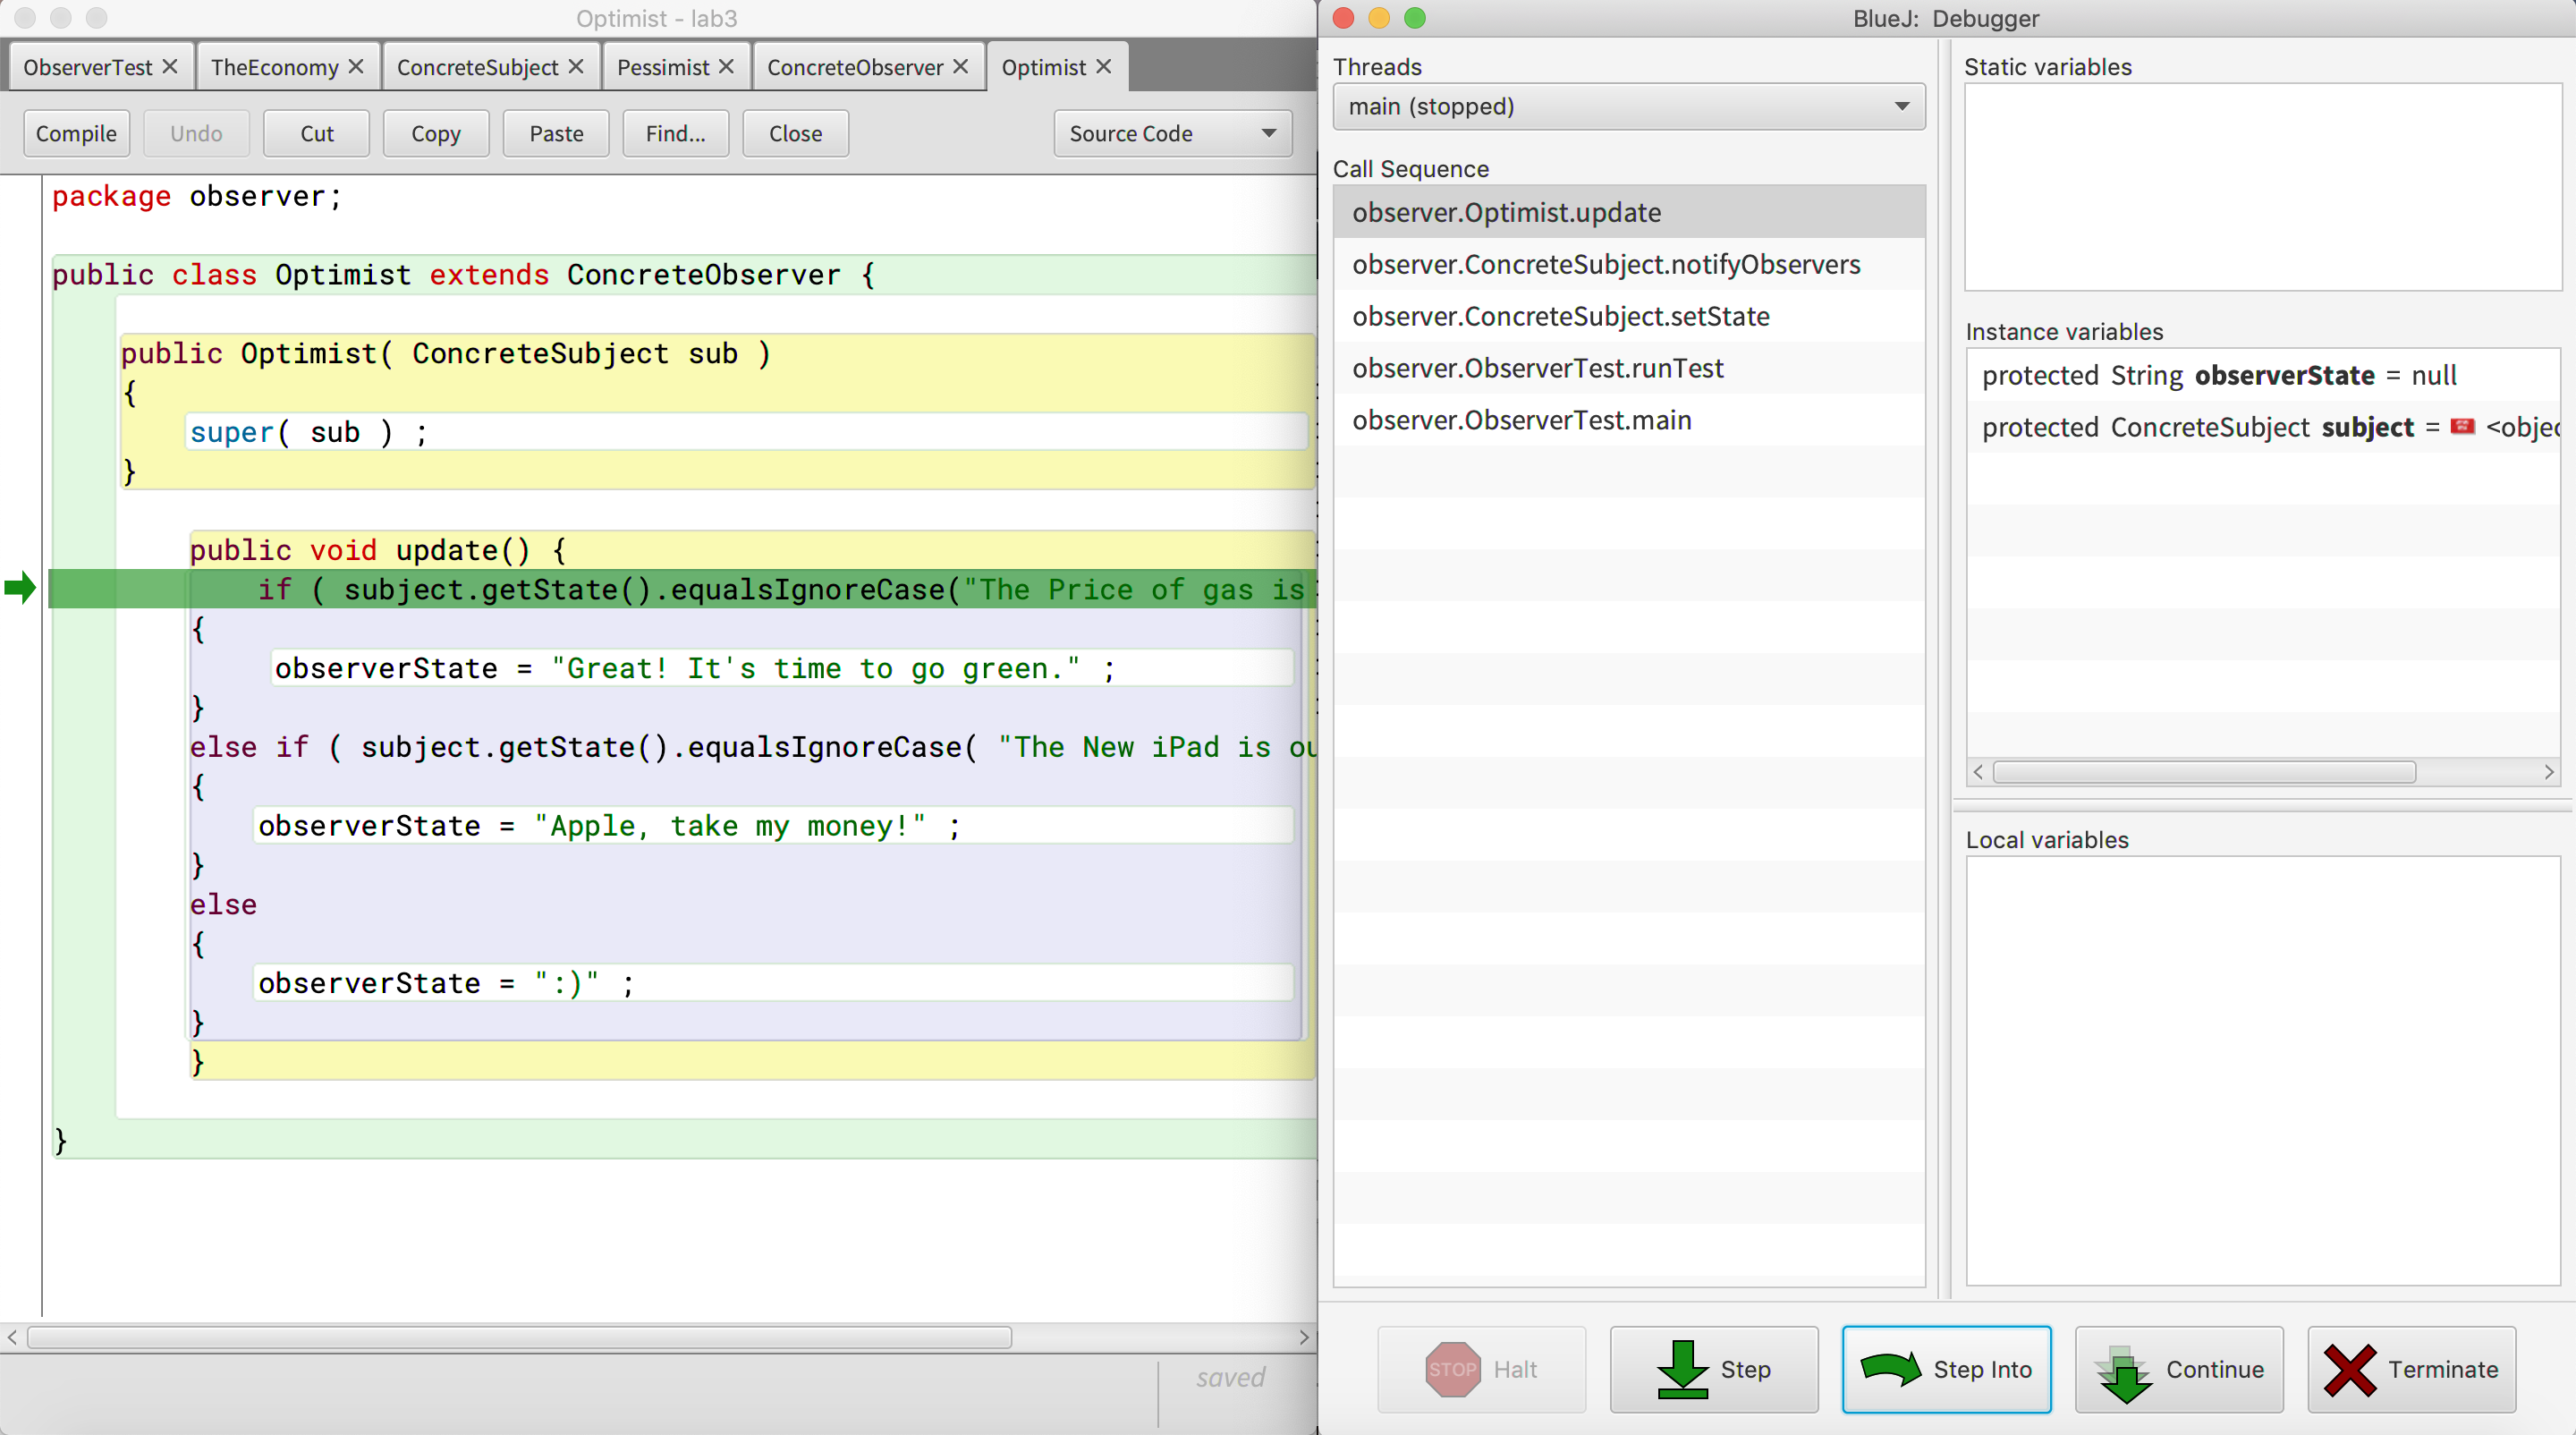 Optimist - lab3
ObserverTest TheEconomy ConcreteSubject Pessimist ConcreteObserver Optimist
Compile Undo Cut Copy Paste Find... Close Source Code
package observer;
public class Optimist extends ConcreteObserver {
public Optimist( ConcreteSubject sub )
{
super( sub ) ;
}
public void update() {
if ( subject.getState().equalsIgnoreCase("The Price of gas is
{
observerState = "Great! It's time to go green." ;
}
else if ( subject.getState().equalsIgnoreCase( "The New iPad is ou
{
observerState = "Apple, take my money!" ;
}
else
{
observerState = ":)" ;
}
}
}
saved
BlueJ: Debugger
Threads
main (stopped)
Call Sequence
observer.Optimist.update
observer.ConcreteSubject.notifyObservers
observer.ConcreteSubject.setState
observer.ObserverTest.runTest
observer.ObserverTest.main
Static variables
Instance variables
protected String observerState = null
protected ConcreteSubject subject = <objec
Local variables
STOP Halt Step Step Into Continue Terminate